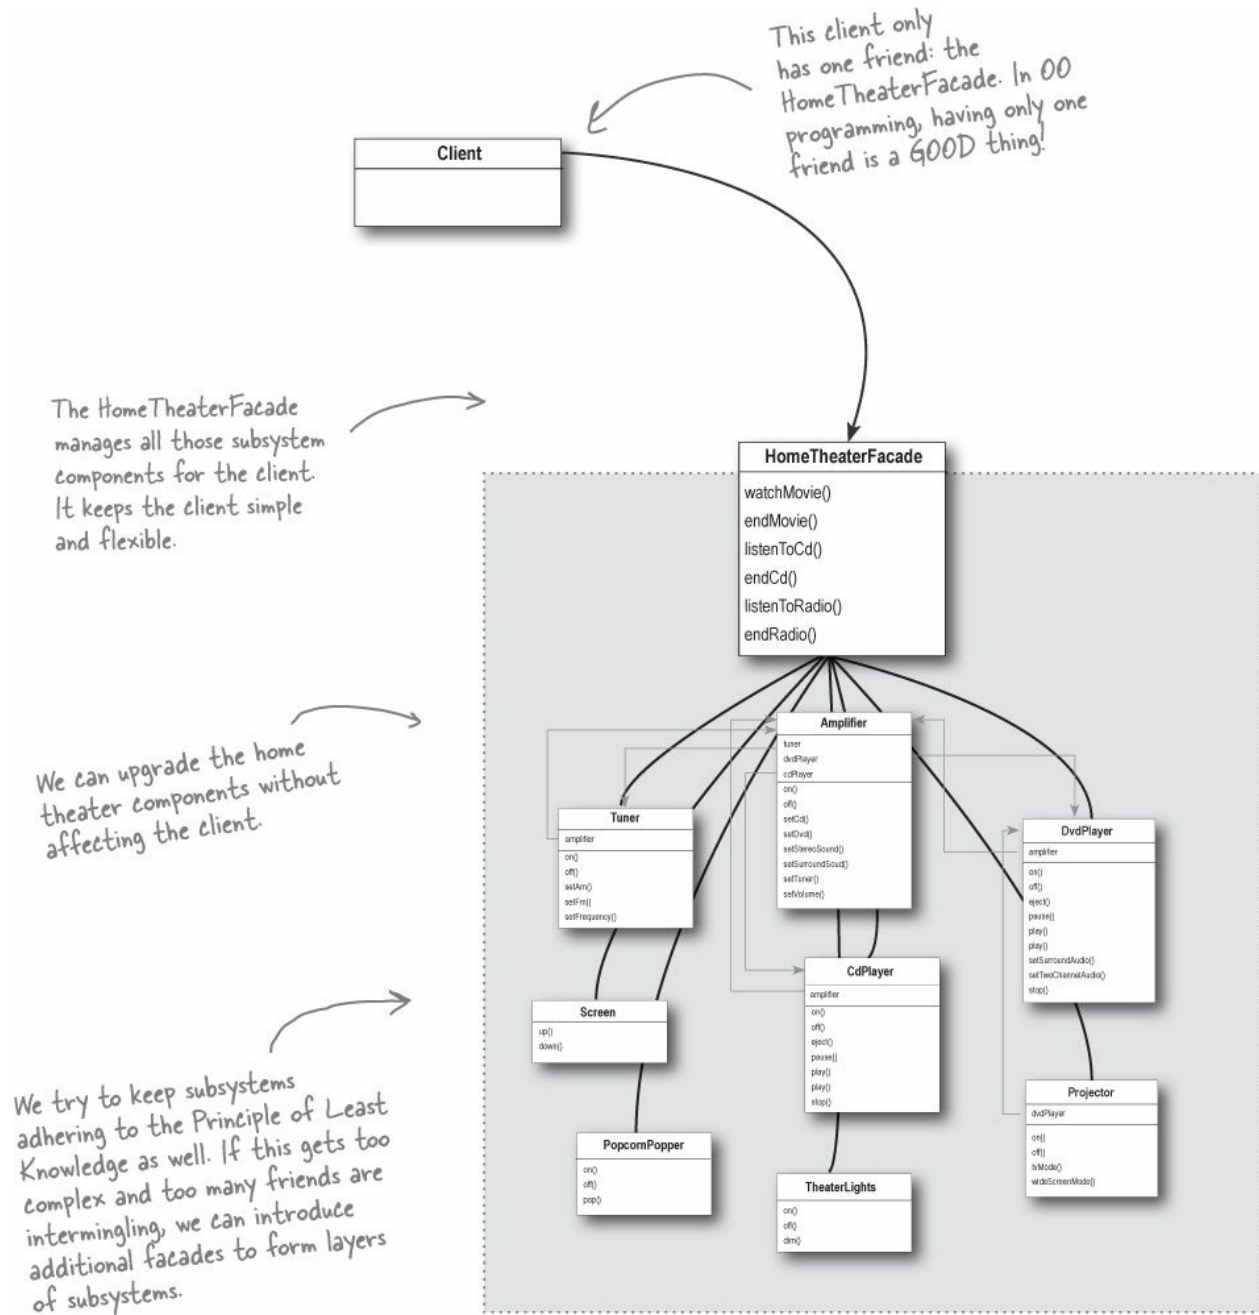 This client only
has one friend: the
HomeTheaterFacade. In OO
programming, having only one
friend is a GOOD thing!
Client
The HomeTheaterFacade
manages all those subsystem
components for the client.
It keeps the client simple
and flexible.
HomeTheaterFacade
watchMovie()
endMovie()
listenToCd()
endCd()
listenToRadio()
endRadio()
We can upgrade the home
theater components without
affecting the client.
Amplifier
tuner
dvdPlayer
cdPlayer
on()
off()
setCd()
setDvd()
setStereoSound()
setSurroundSoud()
setTuner()
setVolume()
Tuner
amplifier
on()
off()
setAm()
setFm()
setFrequency()
DvdPlayer
amplifier
on()
off()
eject()
pause()
play()
play()
setSurroundAudio()
setTwoChannelAudio()
stop()
CdPlayer
amplifier
on()
off()
eject()
pause()
play()
play()
stop()
Screen
up()
down()
Projector
dvdPlayer
on()
off()
tvMode()
wideScreenMode()
PopcornPopper
on()
off()
pop()
TheaterLights
on()
off()
dim()
We try to keep subsystems
adhering to the Principle of Least
Knowledge as well. If this gets too
complex and too many friends are
intermingling, we can introduce
additional facades to form layers
of subsystems.